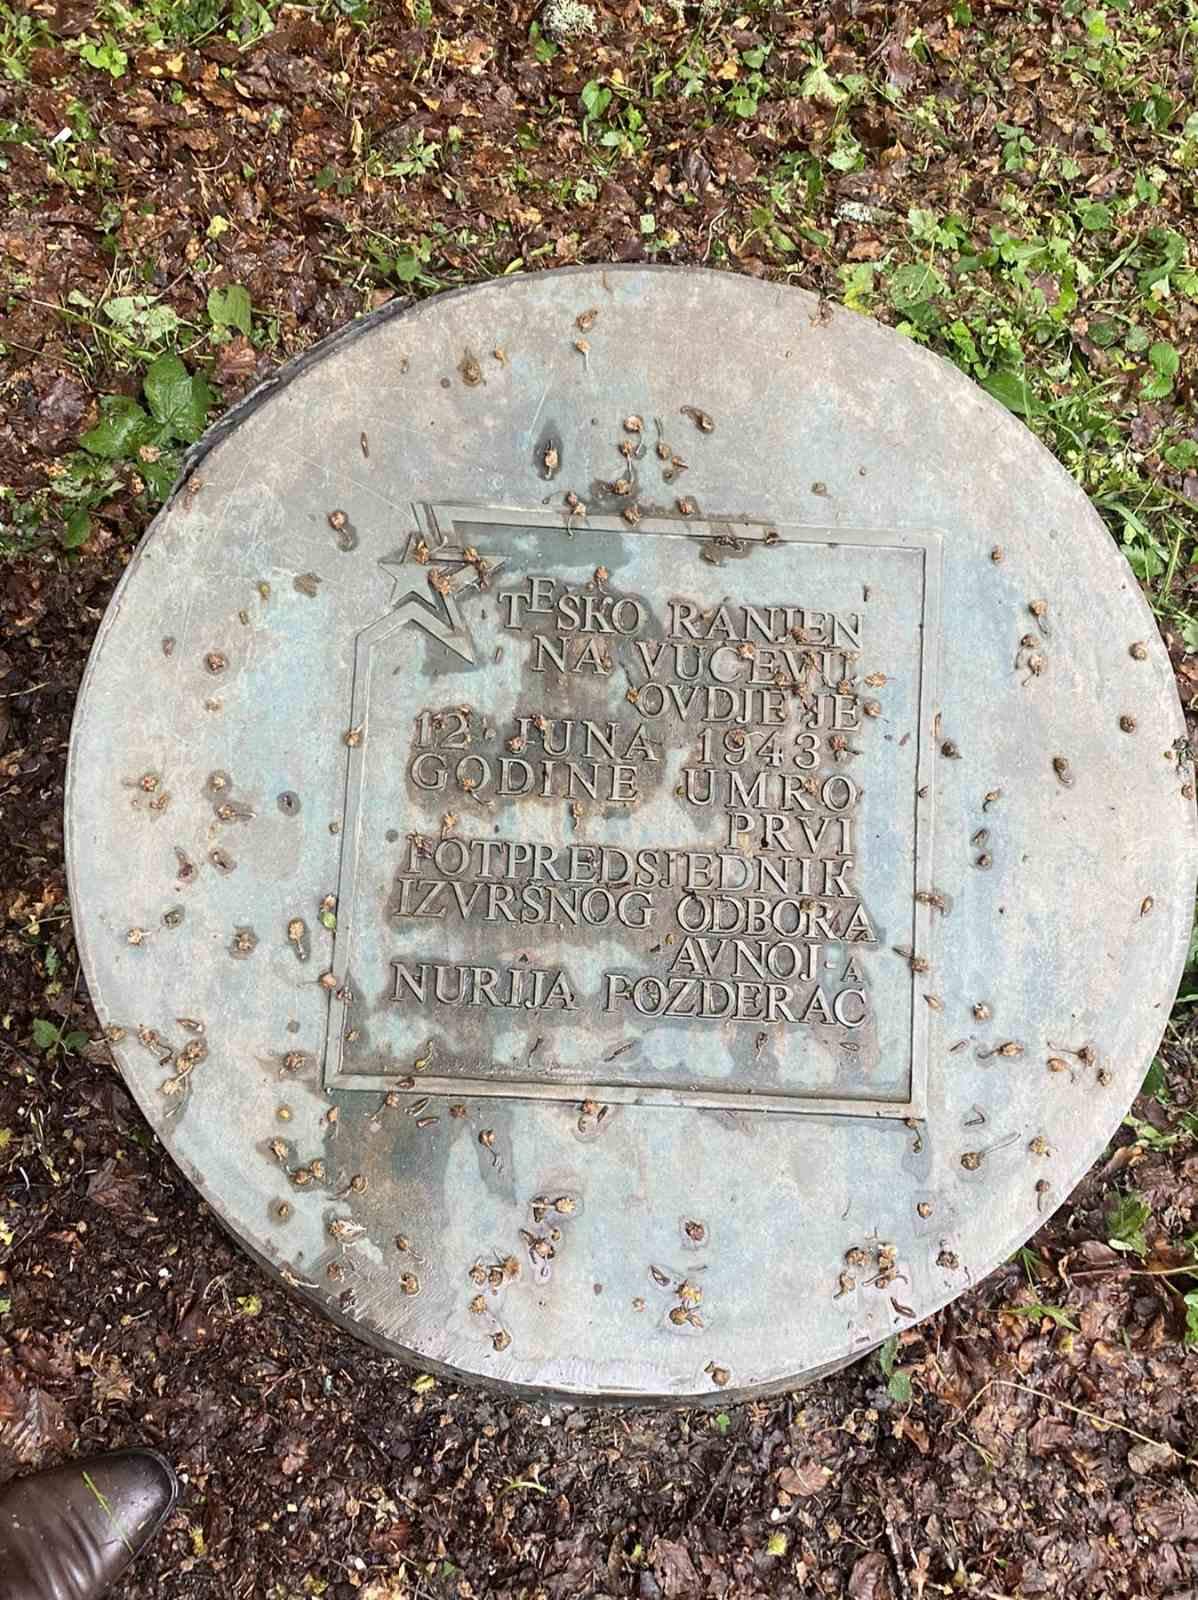 TEŠKO RANJEN
NA VUČEVU,
OVDJE JE
12. JUNA 1943.
GODINE UMRO
PRVI
POTPREDSJEDNIK
IZVRŠNOG ODBORA
AVNOJ-A
NURIJA POZDERAC